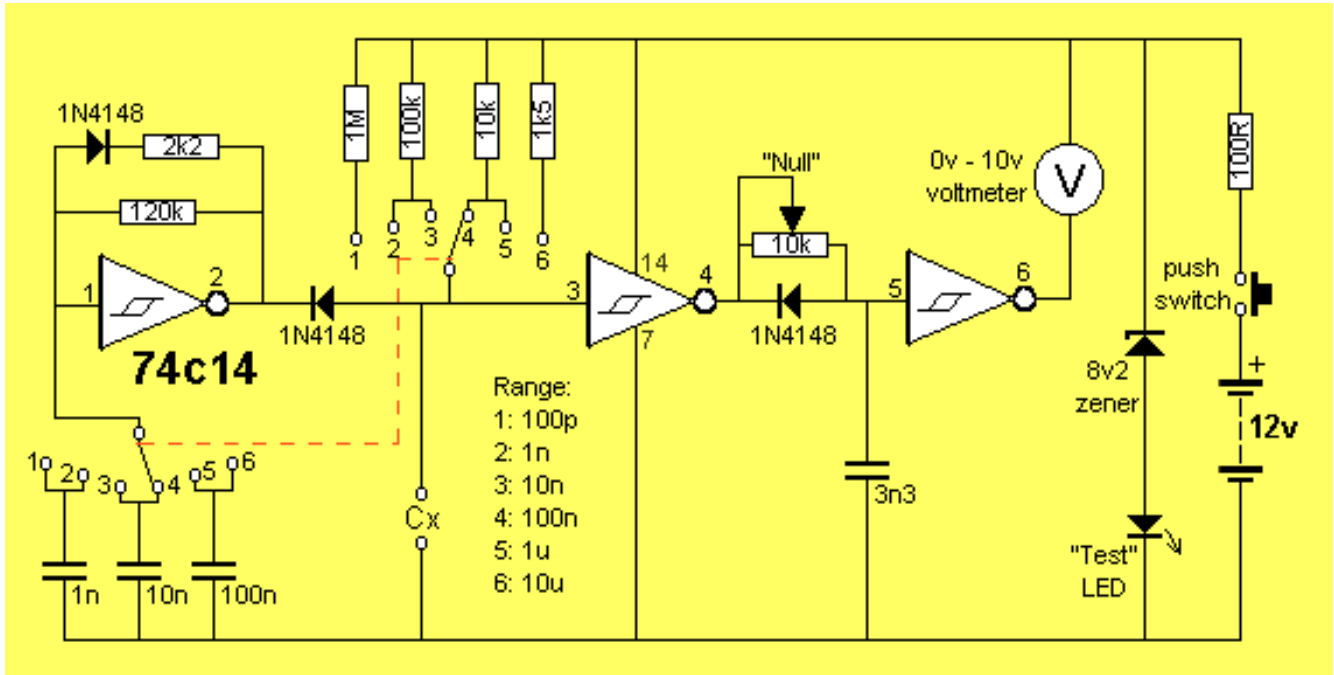 1N4148
2k2
120k
1
2
74c14
1N4148
1M
100k
10k
1k5
1
2
3
4
5
6
3
14
4
7
"Null"
10k
1N4148
5
6
0v - 10v
voltmeter
V
100R
push
switch
8v2
zener
+
12v
3n3
"Test"
LED
Cx
Range:
1: 100p
2: 1n
3: 10n
4: 100n
5: 1u
6: 10u
1
2
3
4
5
6
1n
10n
100n